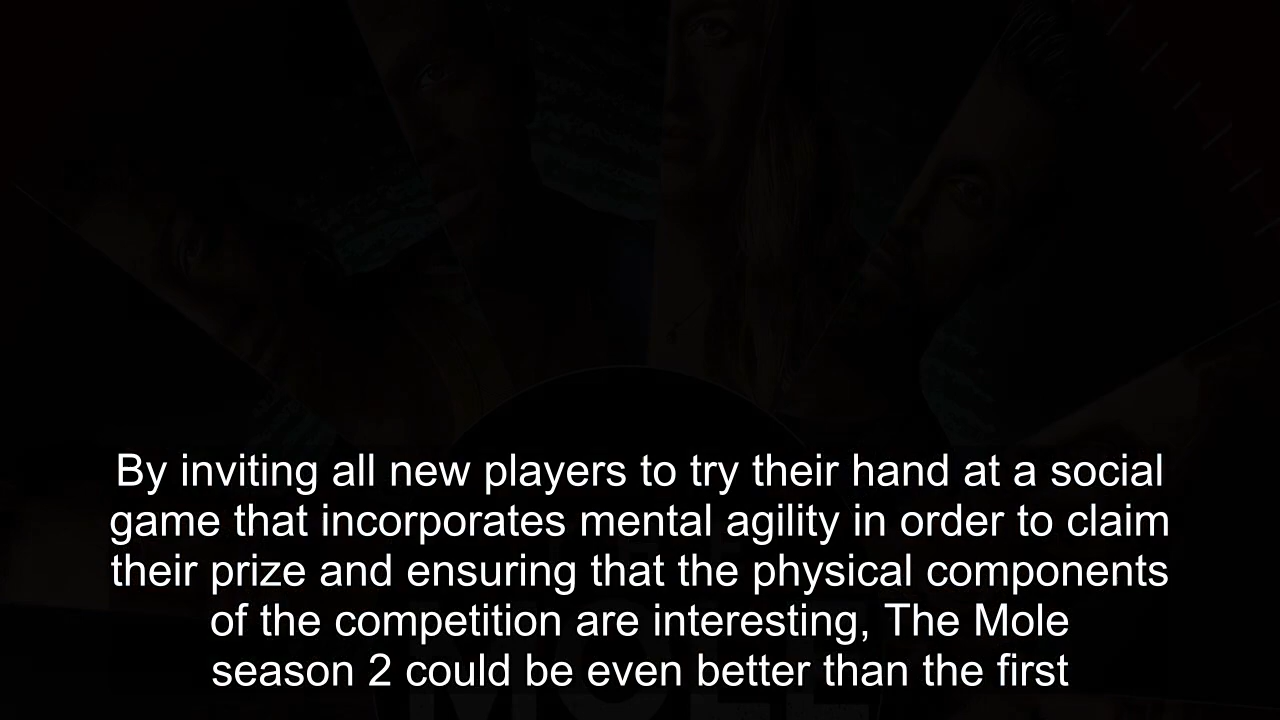 By inviting all new players to try their hand at a social
game that incorporates mental agility in order to claim
their prize and ensuring that the physical components
of the competition are interesting, The Mole
season 2 could be even better than the first
MOLE